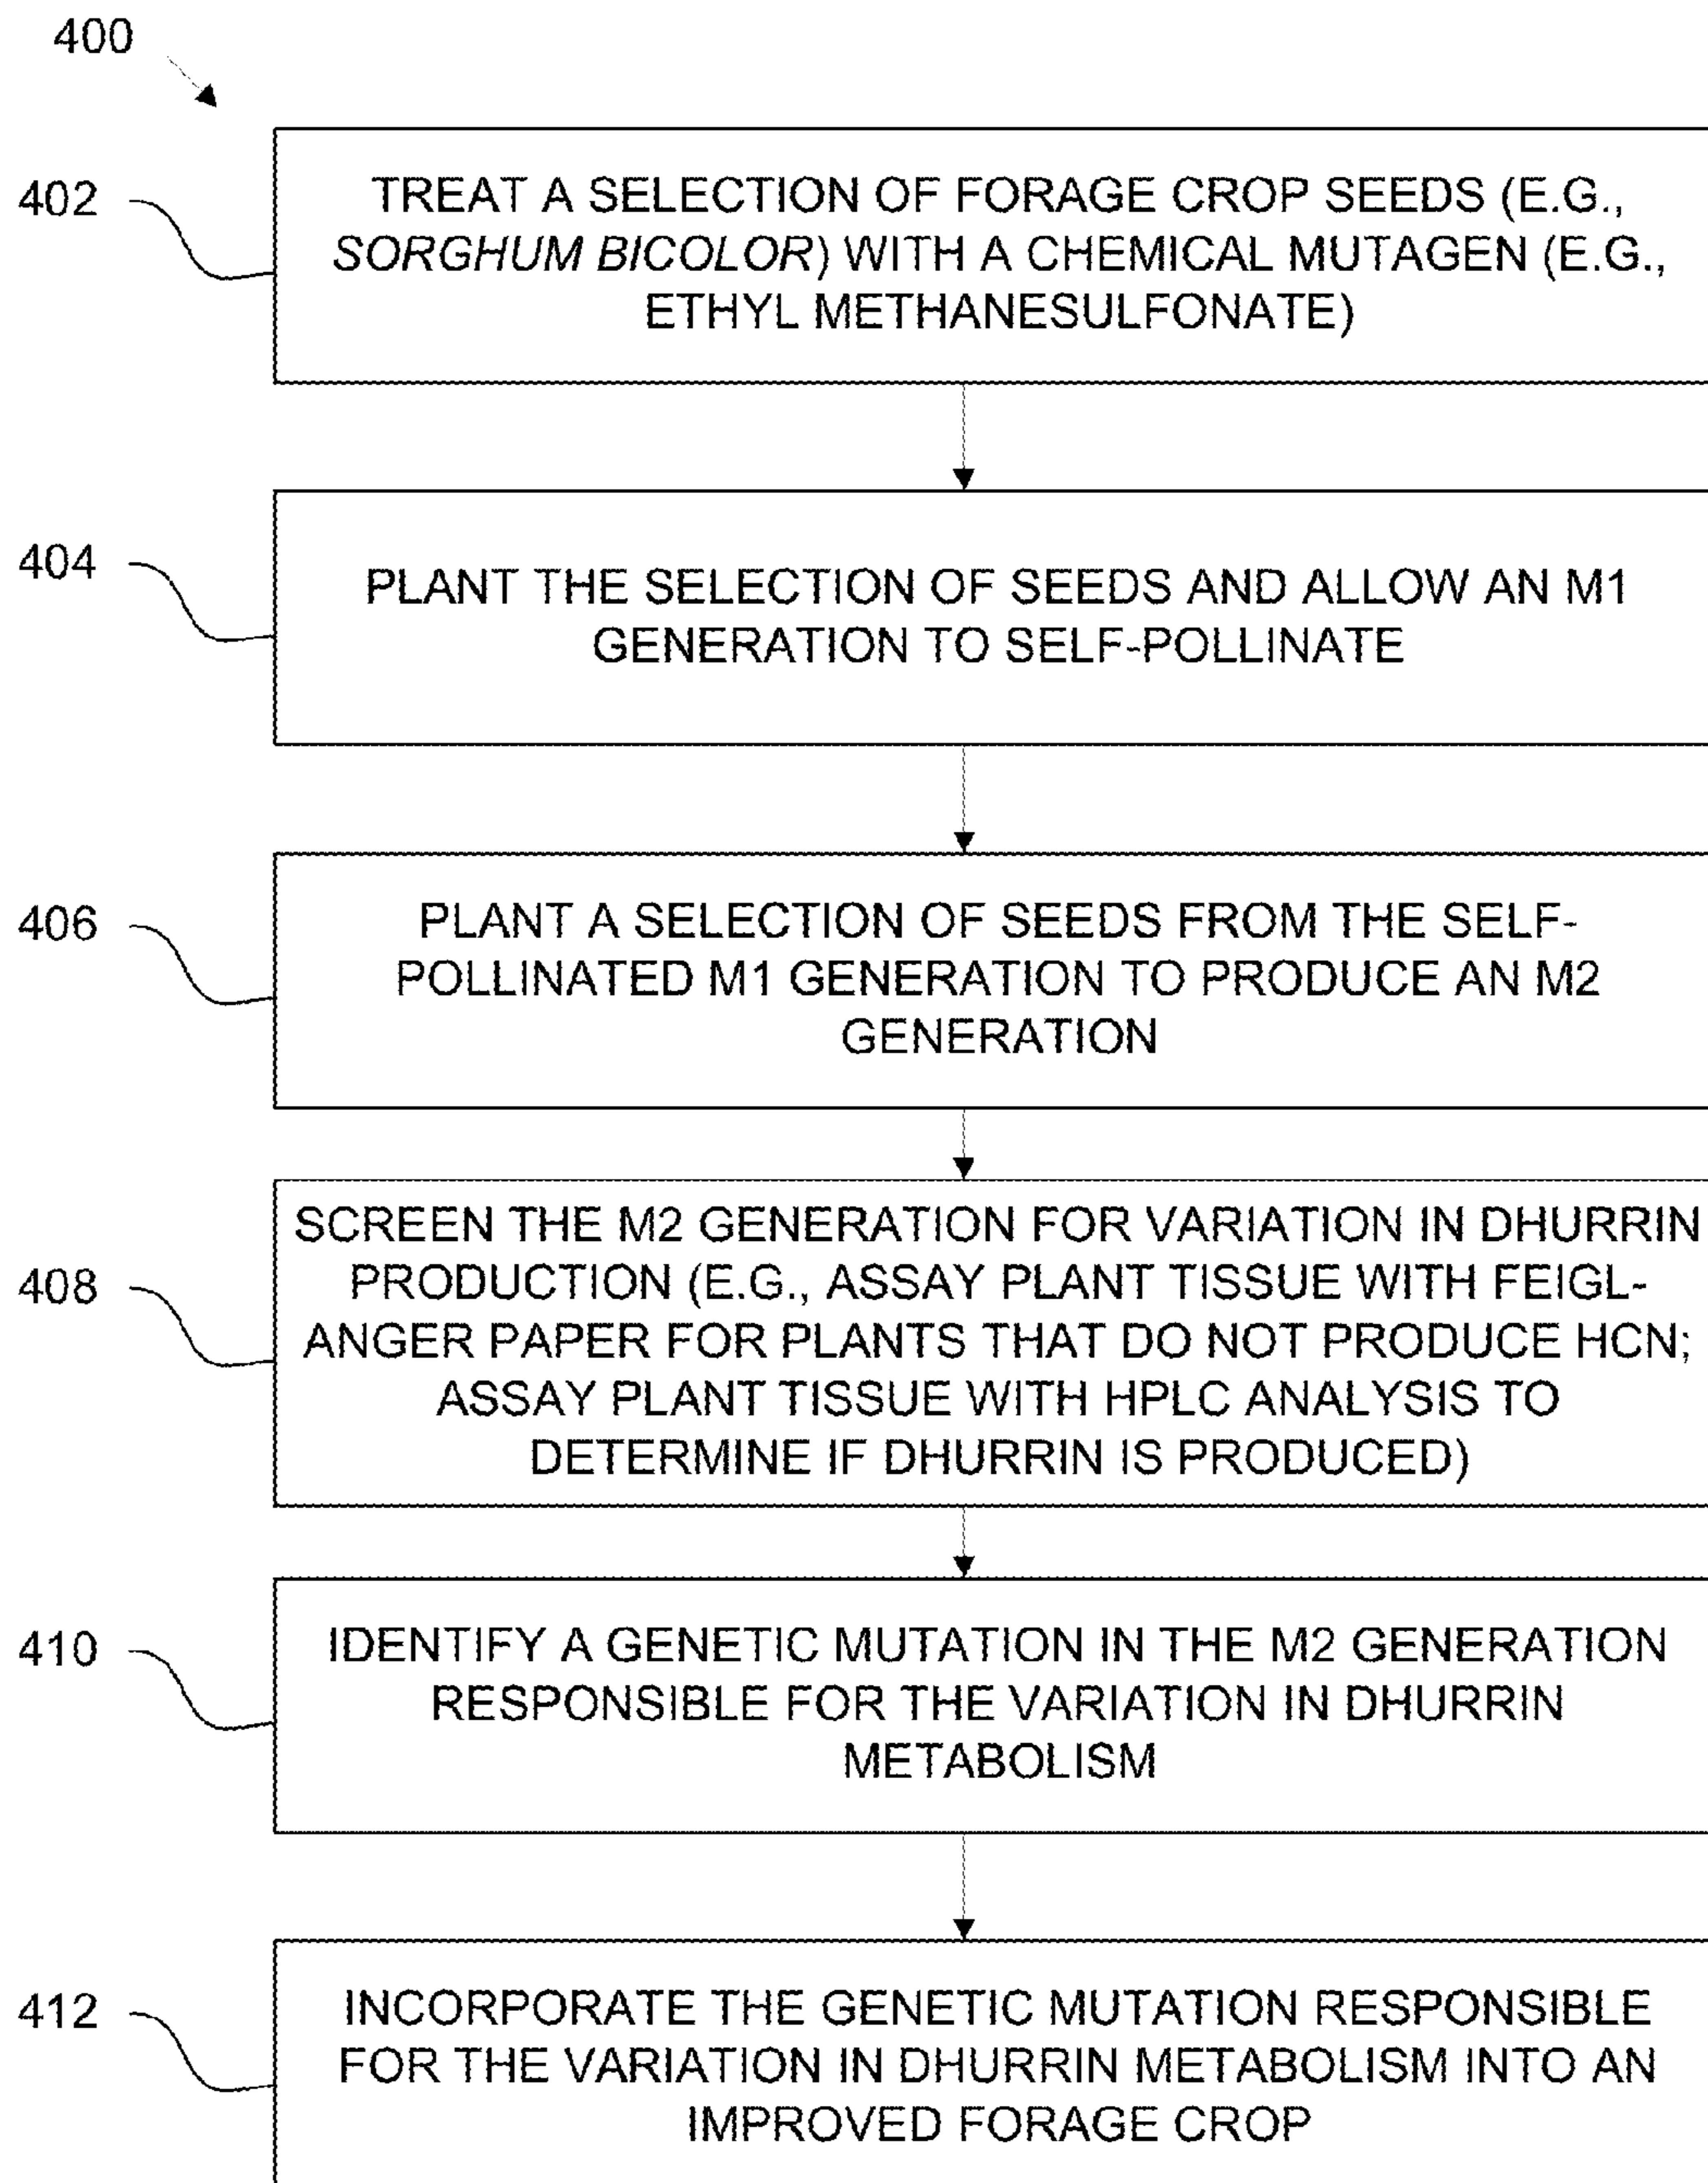 400
402
TREAT A SELECTION OF FORAGE CROP SEEDS (E.G.,
SORGHUM BICOLOR) WITH A CHEMICAL MUTAGEN (E.G.,
ETHYL METHANESULFONATE)
404
PLANT THE SELECTION OF SEEDS AND ALLOW AN M1
GENERATION TO SELF-POLLINATE
406
PLANT A SELECTION OF SEEDS FROM THE SELF-
POLLINATED M1 GENERATION TO PRODUCE AN M2
GENERATION
408
SCREEN THE M2 GENERATION FOR VARIATION IN DHURRIN
PRODUCTION (E.G., ASSAY PLANT TISSUE WITH FEIGL-
ANGER PAPER FOR PLANTS THAT DO NOT PRODUCE HCN;
ASSAY PLANT TISSUE WITH HPLC ANALYSIS TO
DETERMINE IF DHURRIN IS PRODUCED)
410
IDENTIFY A GENETIC MUTATION IN THE M2 GENERATION
RESPONSIBLE FOR THE VARIATION IN DHURRIN
METABOLISM
412
INCORPORATE THE GENETIC MUTATION RESPONSIBLE
FOR THE VARIATION IN DHURRIN METABOLISM INTO AN
IMPROVED FORAGE CROP